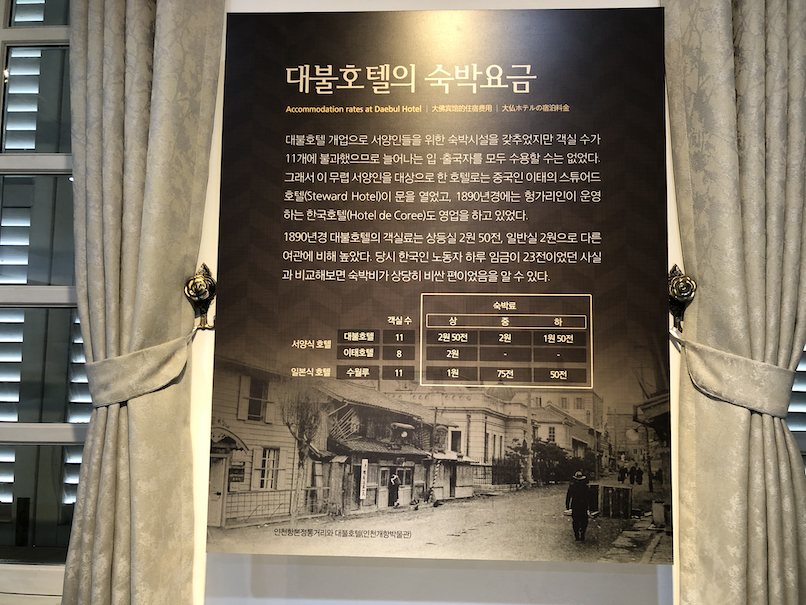 대불호텔의 숙박요금
Accommodation rates at Daebul Hotel | 大佛宾馆的住宿费用 | 大仏ホテルの宿泊料金
대불호텔 개업으로 서양인들을 위한 숙박시설을 갖추었지만 객실 수가
11개에 불과했으므로 늘어나는 입·출국자를 모두 수용할 수는 없었다.
그래서 이 무렵 서양인을 대상으로 한 호텔로는 중국인 이태의 스튜어드
호텔(Steward Hotel)이 문을 열었고, 1890년경에는 헝가리인이 운영
하는 한국호텔(Hotel de Coree)도 영업을 하고 있었다.
1890년경 대불호텔의 객실료는 상등실 2원 50전, 일반실 2원으로 다른
여관에 비해 높았다. 당시 한국인 노동자 하루 임금이 23전이었던 사실
과 비교해보면 숙박비가 상당히 비싼 편이었음을 알 수 있다.
숙박료
객실 수 상 중 하
서양식 호텔 대불호텔 11 2원 50전 2원 1원 50전
이태호텔 8 2원 - -
일본식 호텔 수월루 11 1원 75전 50전
인천항본정통거리와 대불호텔(인천개항박물관)